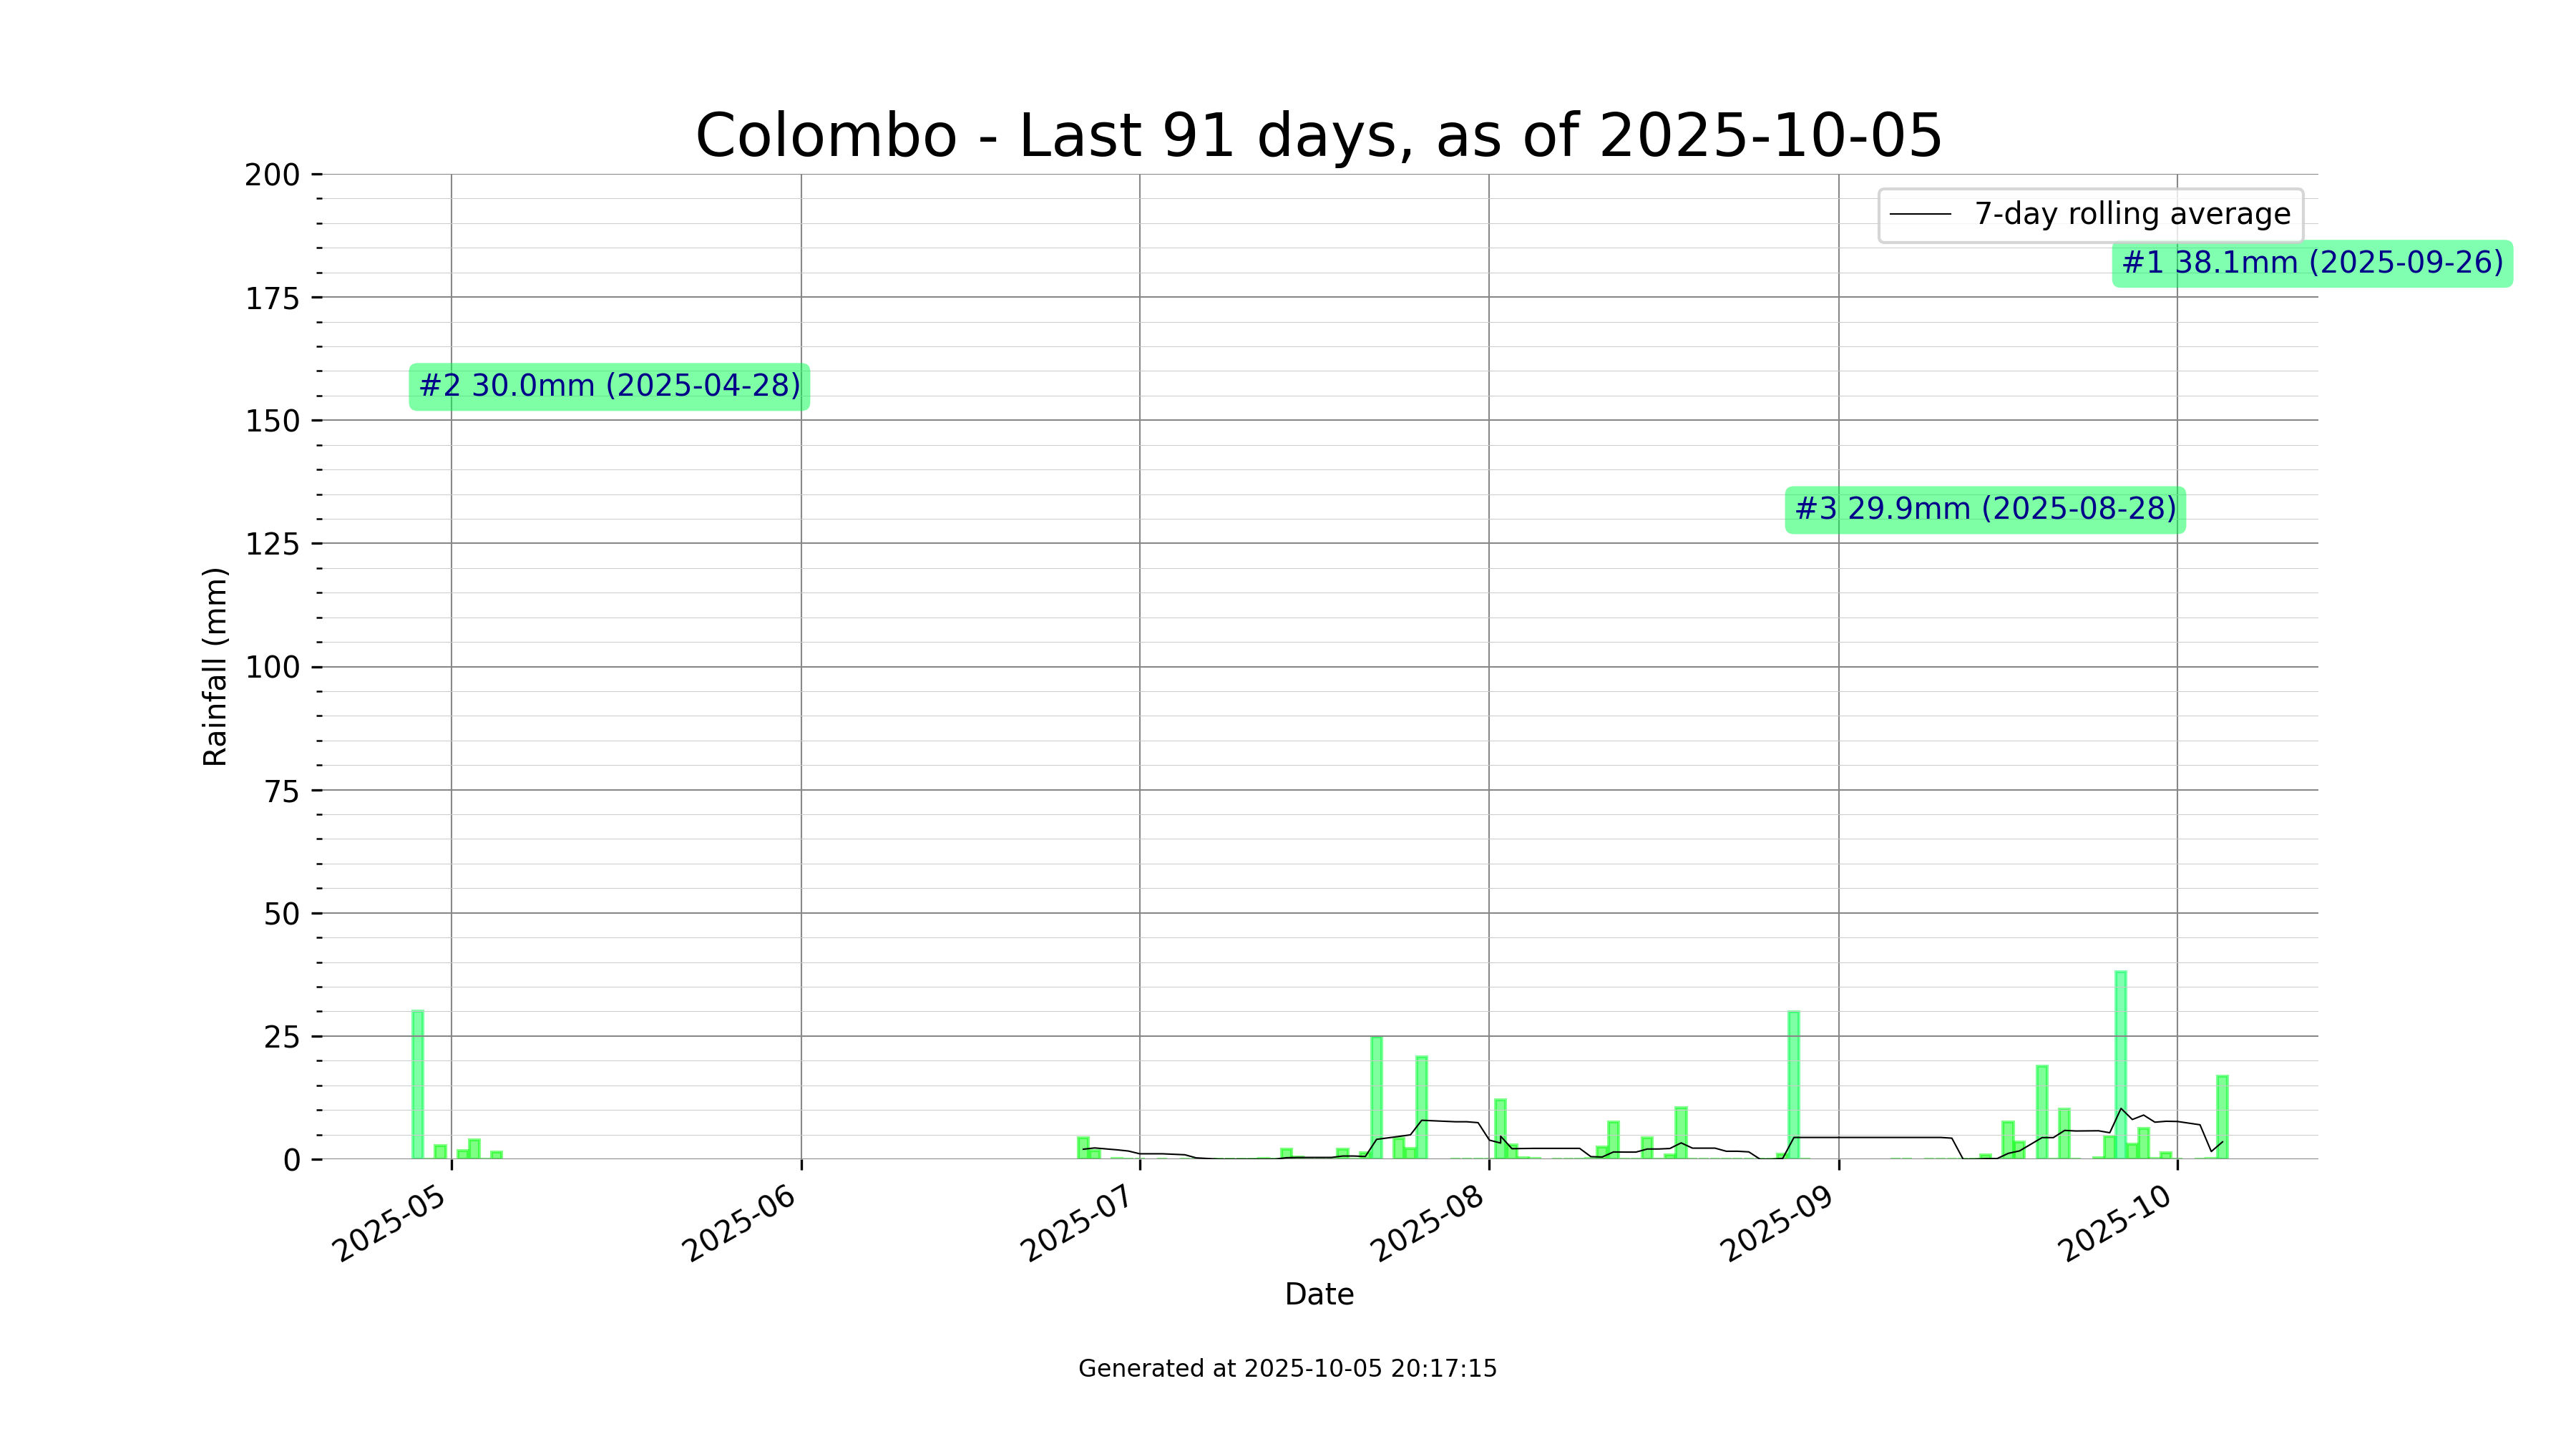 Colombo - Last 91 days, as of 2025-10-05
200
175
150
125
100
75
50
25
0
Rainfall (mm)
7-day rolling average
#1 38.1mm (2025-09-26)
#2 30.0mm (2025-04-28)
#3 29.9mm (2025-08-28)
2025-05
2025-06
2025-07
2025-08
2025-09
2025-10
Date
Generated at 2025-10-05 20:17:15